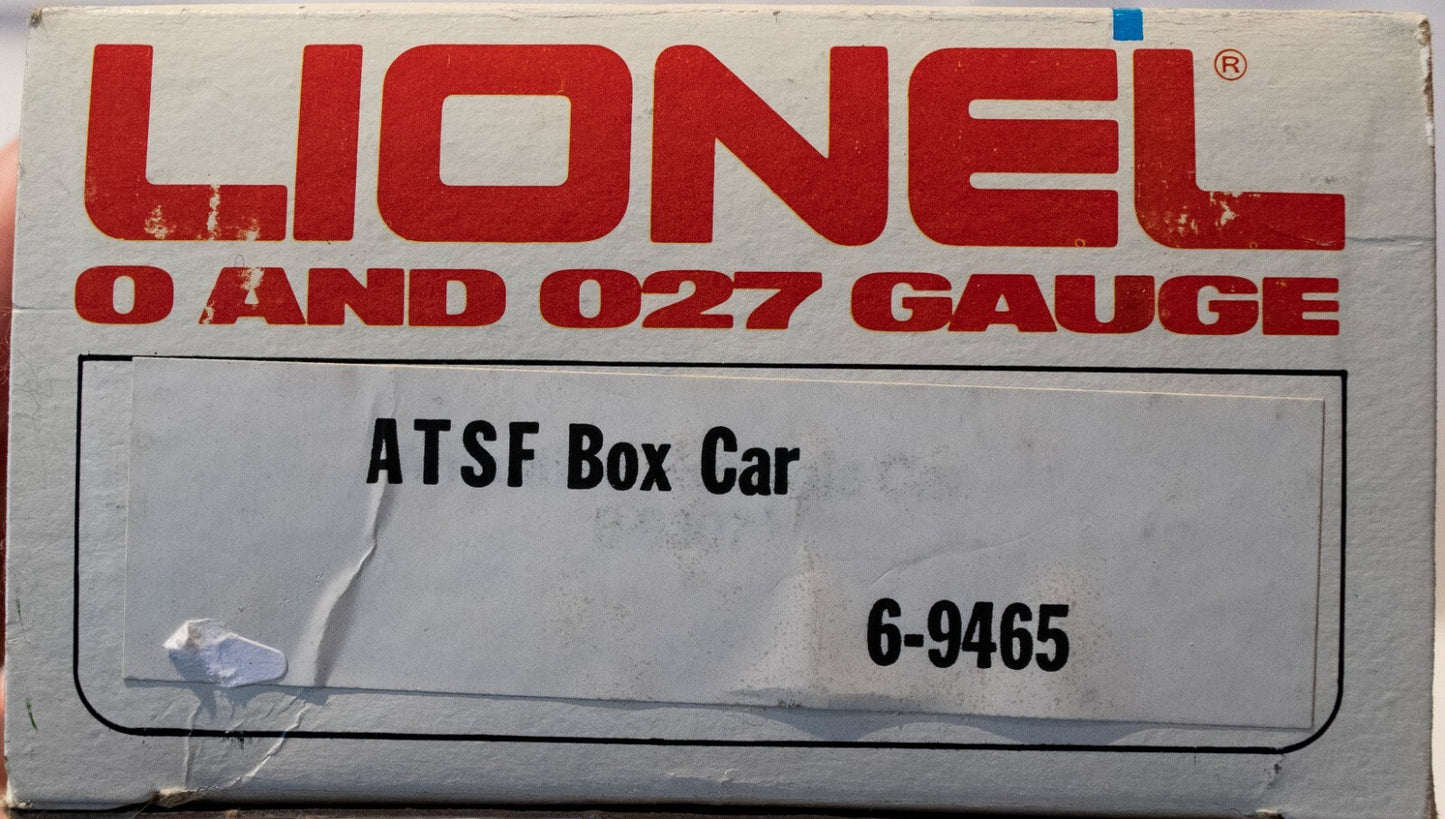 LIONEL®
O AND O27 GAUGE
ATSF Box Car
6-9465